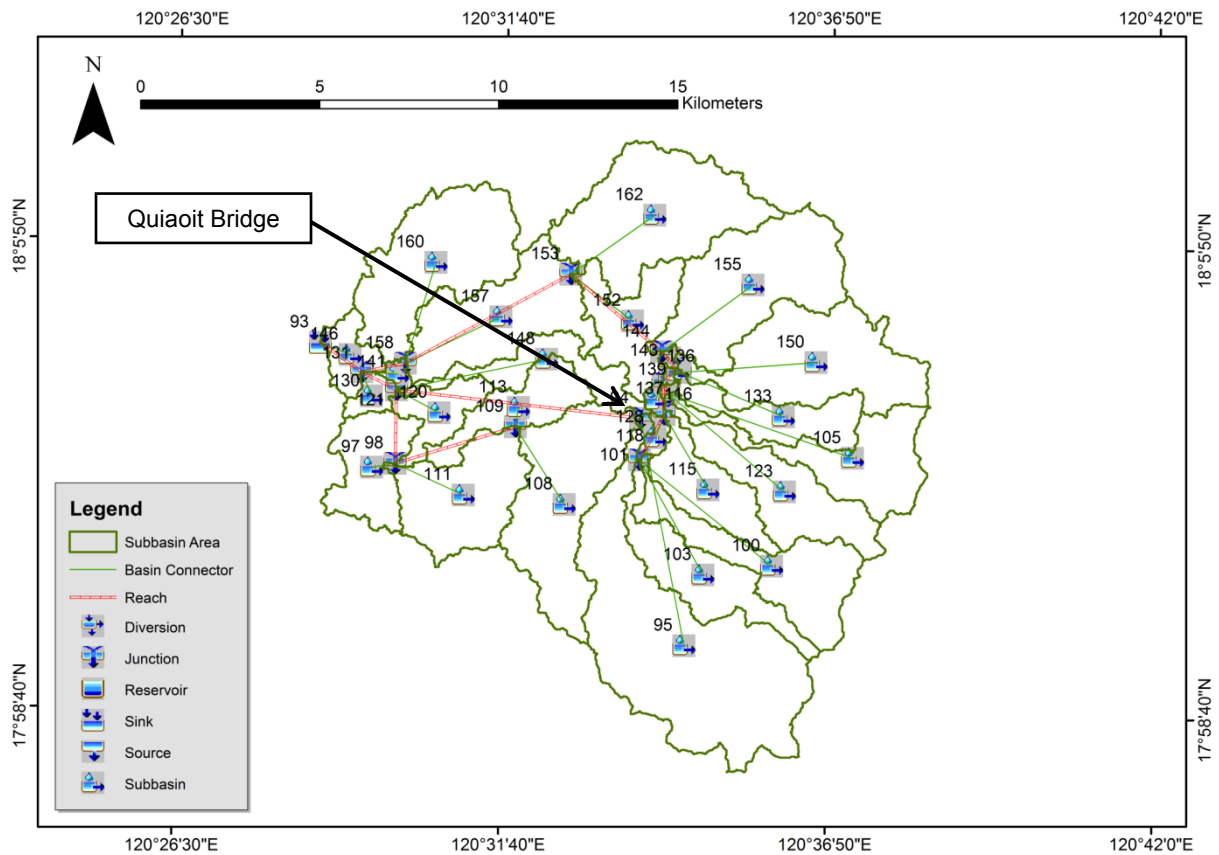 120°26'30"E 120°31'40"E 120°36'50"E 120°42'0"E
N
0 5 10 15
Kilometers
162
Quiaoit Bridge
18°5'50"N
18°5'50"N
160
153
155
157
152
93
146
144
158
148
143
136
150
131
141
139
130
113
137
133
121
120
109
116
128
118
105
97
98
101
111
108
115
123
103
100
95
Legend
Subbasin Area
Basin Connector
Reach
Diversion
Junction
Reservoir
Sink
Source
Subbasin
17°58'40"N
17°58'40"N
120°26'30"E 120°31'40"E 120°36'50"E 120°42'0"E